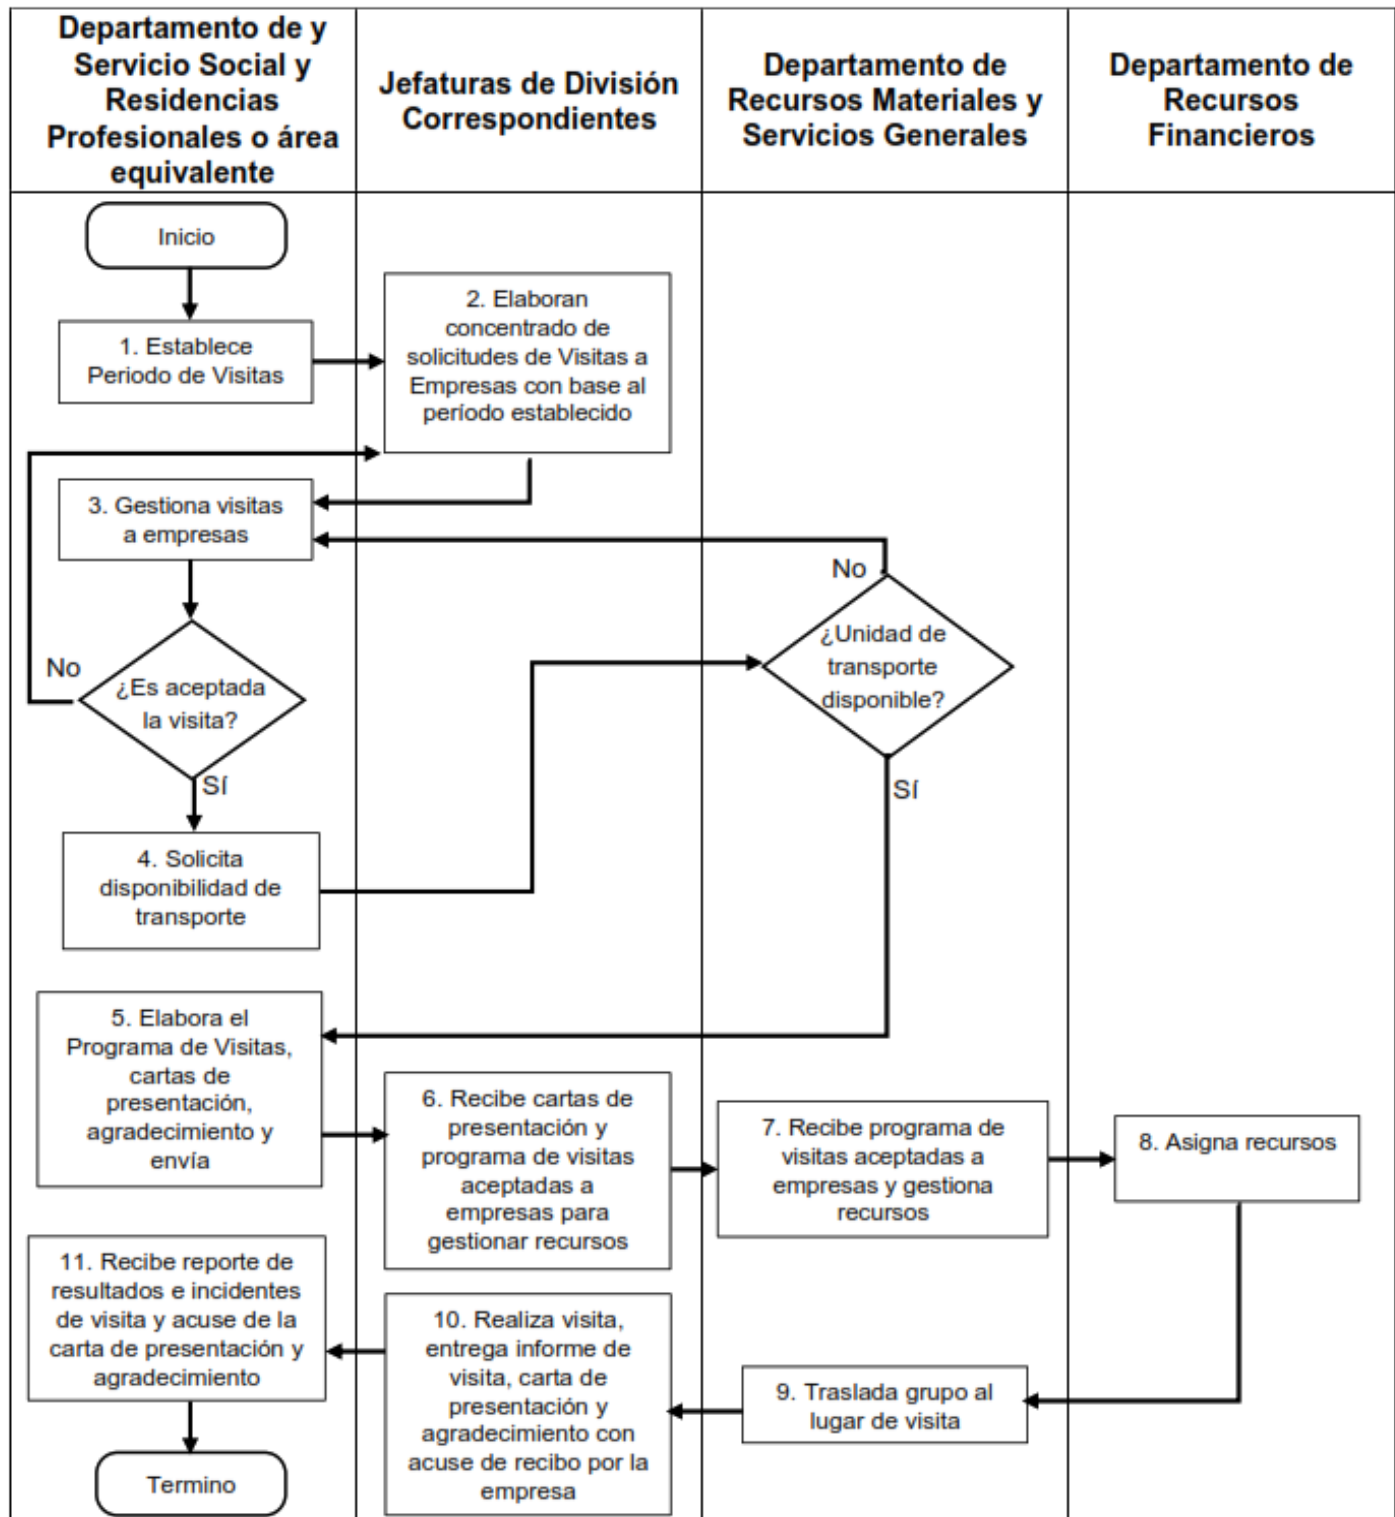 Departamento de y
Servicio Social y
Residencias
Profesionales o área
equivalente
Jefaturas de División
Correspondientes
Departamento de
Recursos Materiales y
Servicios Generales
Departamento de
Recursos
Financieros
Inicio
1. Establece
Periodo de Visitas
2. Elaboran
concentrado de
solicitudes de Visitas a
Empresas con base al
período establecido
3. Gestiona visitas
a empresas
No
¿Es aceptada
la visita?
Sí
4. Solicita
disponibilidad de
transporte
No
¿Unidad de
transporte
disponible?
Sí
5. Elabora el
Programa de Visitas,
cartas de
presentación,
agradecimiento y
envía
6. Recibe cartas de
presentación y
programa de visitas
aceptadas a
empresas para
gestionar recursos
7. Recibe programa de
visitas aceptadas a
empresas y gestiona
recursos
8. Asigna recursos
9. Traslada grupo al
lugar de visita
10. Realiza visita,
entrega informe de
visita, carta de
presentación y
agradecimiento con
acuse de recibo por la
empresa
11. Recibe reporte de
resultados e incidentes
de visita y acuse de la
carta de presentación y
agradecimiento
Termino